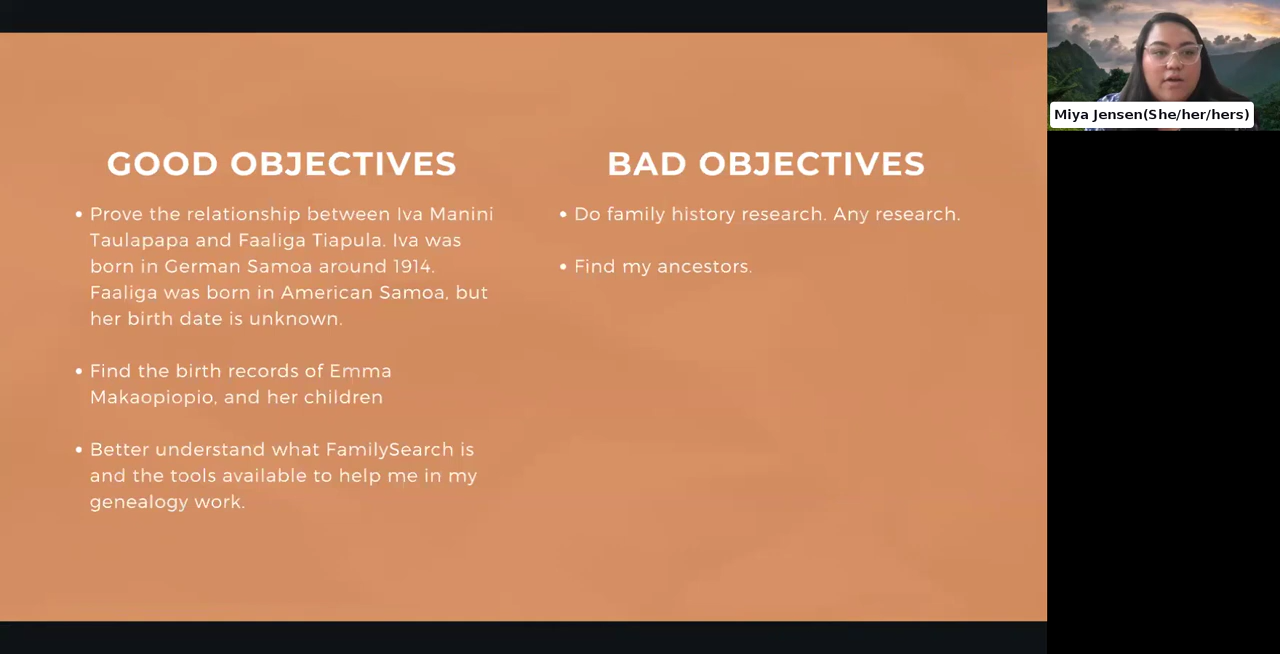 GOOD OBJECTIVES
• Prove the relationship between Iva Manini
Taulapapa and Faaliga Tiapula. Iva was
born in German Samoa around 1914.
Faaliga was born in American Samoa, but
her birth date is unknown.
• Find the birth records of Emma
Makaopiopio, and her children
• Better understand what FamilySearch is
and the tools available to help me in my
genealogy work.
BAD OBJECTIVES
• Do family history research. Any research.
• Find my ancestors.
Miya Jensen(She/her/hers)